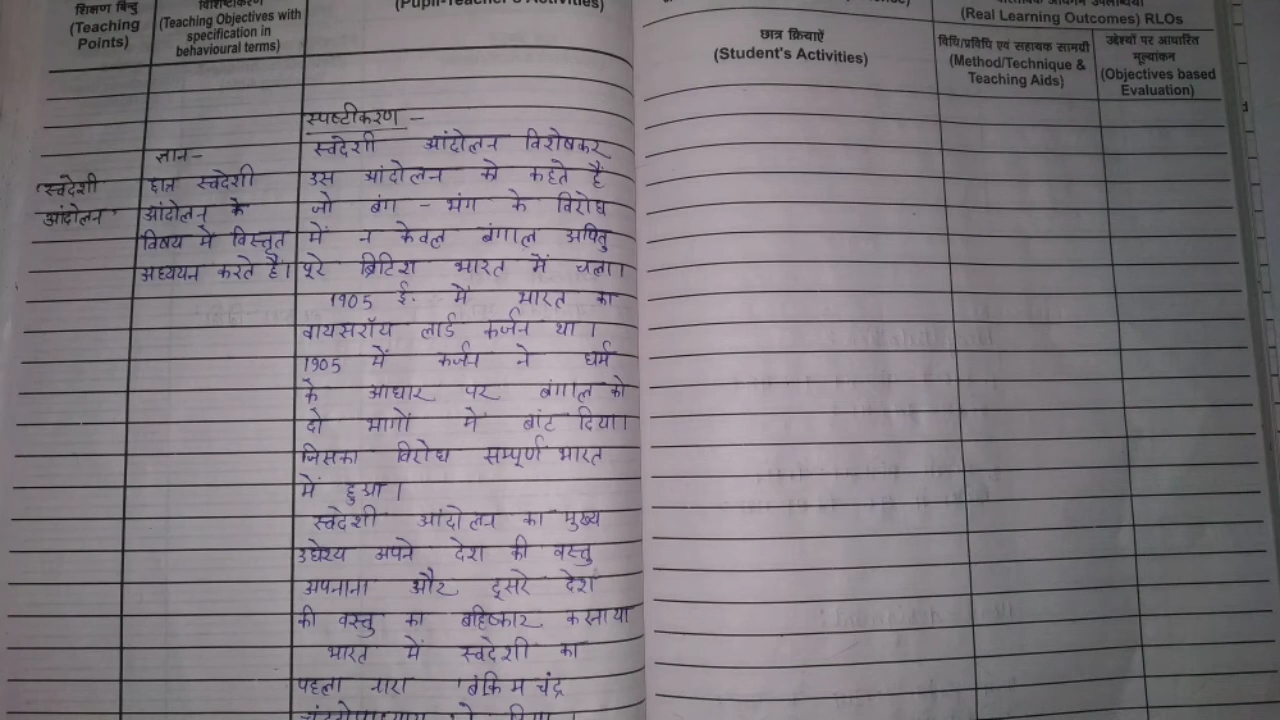 शिक्षण बिन्दु
(Teaching
Points)
(Teaching Objectives with
specification in
behavioural terms)
(Pupil-Teacher's Activities)
छात्र क्रियाऐं
(Student's Activities)
(Real Learning Outcomes) RLOs
विधि/प्रविधि एवं सहायक सामग्री
(Method/Technique &
Teaching Aids)
उद्देश्यों पर आधारित
मूल्यांकन
(Objectives based
Evaluation)
स्वदेशी
आंदोलन
ज्ञान-
छात्र स्वदेशी
आंदोलन के
विषय में विस्तृत
अध्ययन करते हैं।
स्पष्टीकरण -
स्वदेशी आंदोलन विशेषकर
उस आंदोलन को कहते हैं
जो बंग - भंग के विरोध
में न केवल बंगाल अपितु
पूरे ब्रिटिश भारत में चला।
1905 ई. में भारत का
वायसरॉय लार्ड कर्जन था ।
1905 में कर्जन ने धर्म
के आधार पर बंगाल को
दो भागों में बांट दिया।
जिसका विरोध सम्पूर्ण भारत
में हुआ ।
स्वदेशी आंदोलन का मुख्य
उद्येश्य अपने देश की वस्तु
अपनाना और दूसरे देश
की वस्तु का बहिष्कार करना था
भारत में स्वदेशी का
पहला नारा 'बंकिम चंद्र